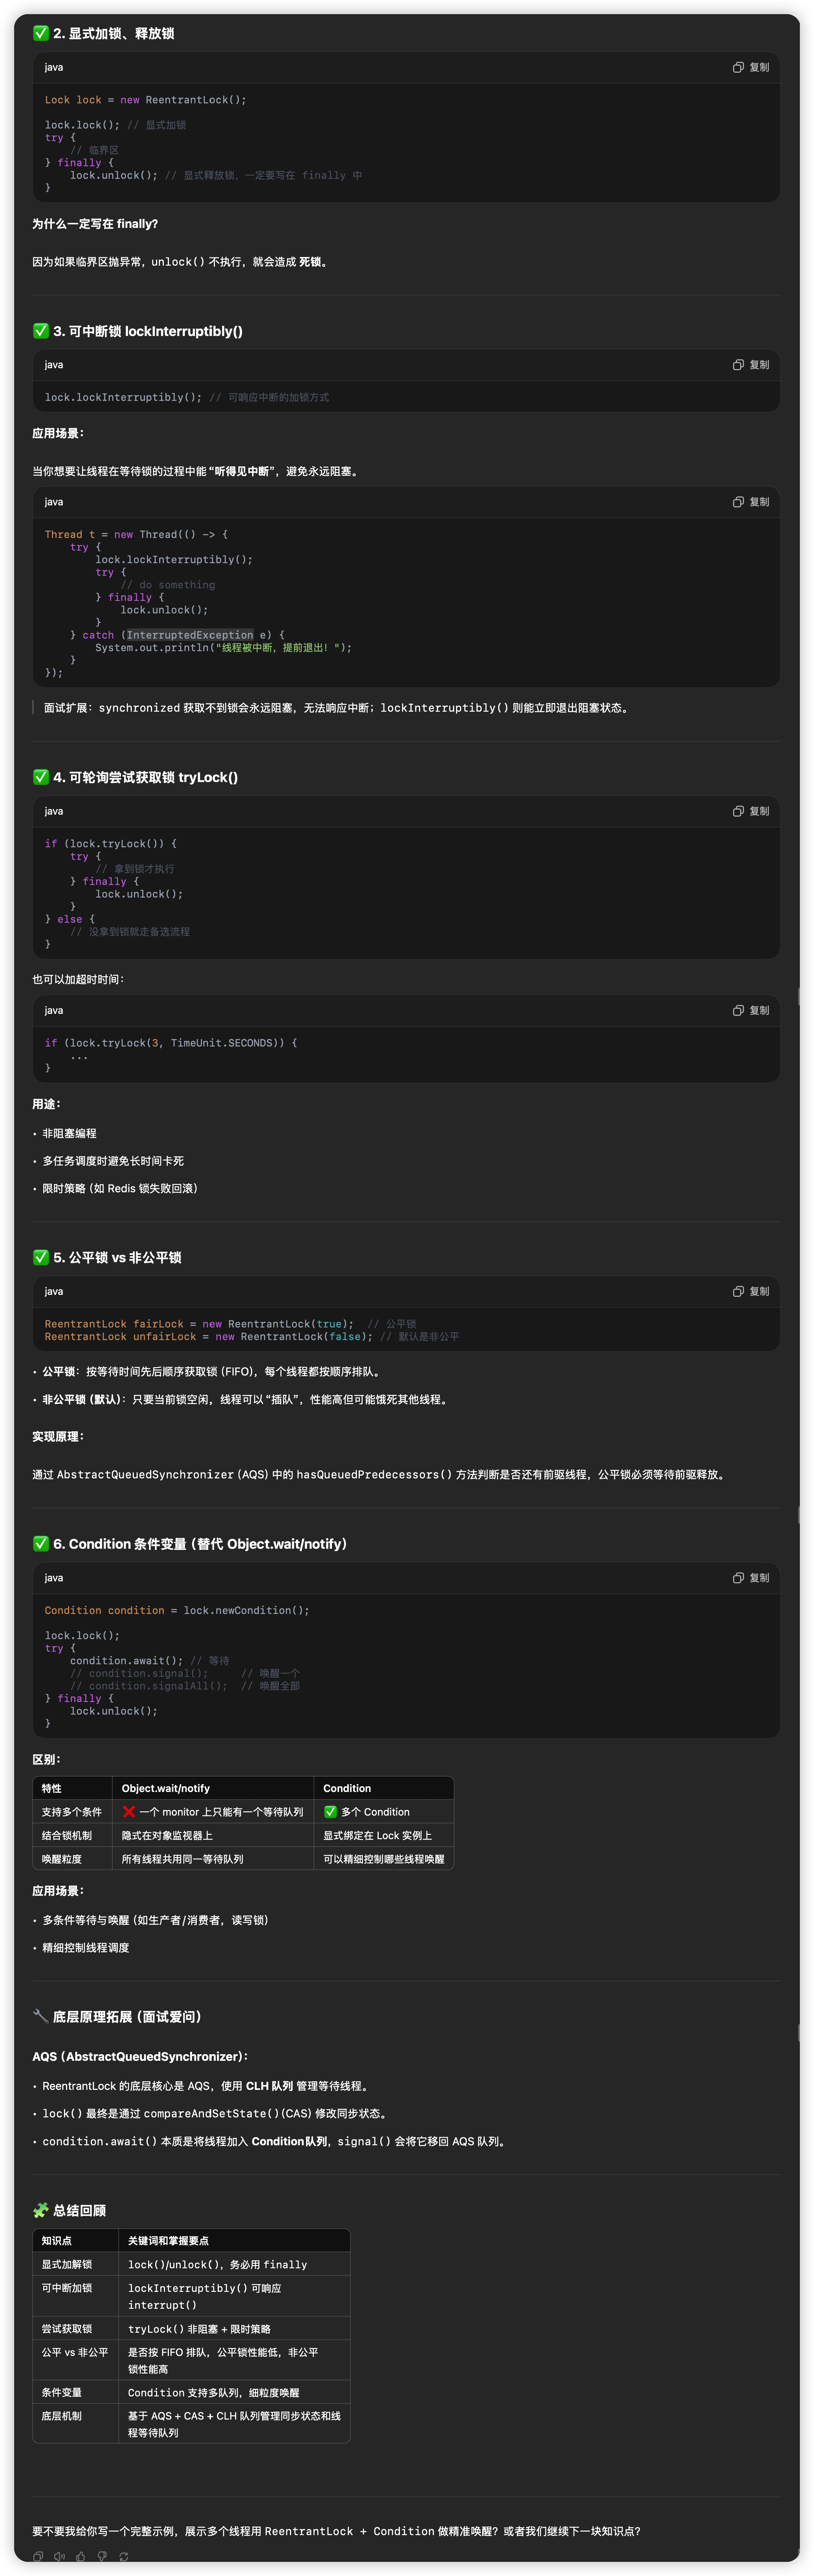 ✅ 2. 显式加锁、释放锁
java
复制
Lock lock = new ReentrantLock();
lock.lock(); // 显式加锁
try {
    // 临界区
} finally {
    lock.unlock(); // 显式释放锁，一定要写在 finally 中
}
为什么一定写在 finally?
因为如果临界区抛异常，unlock() 不执行，就会造成 死锁。
✅ 3. 可中断锁 lockInterruptibly()
java
复制
lock.lockInterruptibly(); // 可响应中断的加锁方式
应用场景：
当你想要让线程在等待锁的过程中能“听得见中断”，避免永远阻塞。
java
复制
Thread t = new Thread(() -> {
    try {
        lock.lockInterruptibly();
        try {
            // do something
        } finally {
            lock.unlock();
        }
    } catch (InterruptedException e) {
        System.out.println("线程被中断，提前退出！");
    }
});
面试扩展：synchronized 获取不到锁会永远阻塞，无法响应中断；lockInterruptibly() 则能立即退出阻塞状态。
✅ 4. 可轮询尝试获取锁 tryLock()
java
复制
if (lock.tryLock()) {
    try {
        // 拿到锁才执行
    } finally {
        lock.unlock();
    }
} else {
    // 没拿到锁就走备选流程
}
也可以加超时时间：
java
复制
if (lock.tryLock(3, TimeUnit.SECONDS)) {
    ...
}
用途：
• 非阻塞编程
• 多任务调度时避免长时间卡死
• 限时策略（如 Redis 锁失败回滚）
✅ 5. 公平锁 vs 非公平锁
java
复制
ReentrantLock fairLock = new ReentrantLock(true);  // 公平锁
ReentrantLock unfairLock = new ReentrantLock(false); // 默认是非公平
• 公平锁：按等待时间先后顺序获取锁（FIFO)，每个线程都按顺序排队。
• 非公平锁（默认）：只要当前锁空闲，线程可以“插队”，性能高但可能饿死其他线程。
实现原理：
通过 AbstractQueuedSynchronizer（AQS）中的 hasQueuedPredecessors() 方法判断是否还有前驱线程，公平锁必须等待前驱释放。
✅ 6. Condition 条件变量（替代 Object.wait/notify）
java
复制
Condition condition = lock.newCondition();
lock.lock();
try {
    condition.await(); // 等待
    // condition.signal();     // 唤醒一个
    // condition.signalAll();  // 唤醒全部
} finally {
    lock.unlock();
}
区别：
特性 Object.wait/notify Condition
支持多个条件 ❌ 一个 monitor 上只能有一个等待队列 ✅ 多个 Condition
结合锁机制 隐式在对象监视器上 显式绑定在 Lock 实例上
唤醒粒度 所有线程共用同一等待队列 可以精细控制哪些线程唤醒
应用场景：
• 多条件等待与唤醒（如生产者/消费者，读写锁）
• 精细控制线程调度
🔧 底层原理拓展（面试爱问）
AQS（AbstractQueuedSynchronizer）：
• ReentrantLock 的底层核心是 AQS，使用 CLH 队列 管理等待线程。
• lock() 最终是通过 compareAndSetState()(CAS) 修改同步状态。
• condition.await() 本质是将线程加入 Condition队列，signal() 会将它移回 AQS 队列。
🧩 总结回顾
知识点 关键词和掌握要点
显式加解锁 lock()/unlock()，务必用 finally
可中断加锁 lockInterruptibly() 可响应
interrupt()
尝试获取锁 tryLock() 非阻塞 + 限时策略
公平 vs 非公平 是否按 FIFO 排队，公平锁性能低，非公平
锁性能高
条件变量 Condition 支持多队列，细粒度唤醒
底层机制 基于 AQS + CAS + CLH 队列管理同步状态和线
程等待队列
要不要我给你写一个完整示例，展示多个线程用 ReentrantLock + Condition 做精准唤醒？或者我们继续下一块知识点？